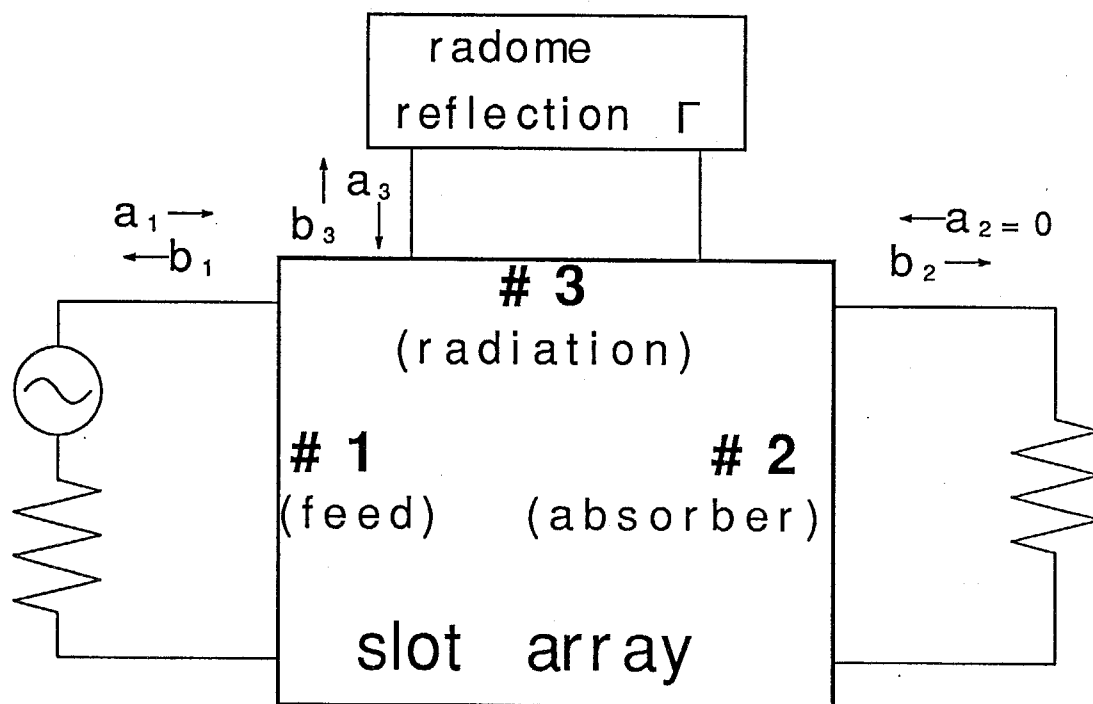 radome
reflection Γ
a₃
b₃
a₁
b₁
a₂ = 0
b₂
# 3
(radiation)
# 1
# 2
(feed)
(absorber)
slot array